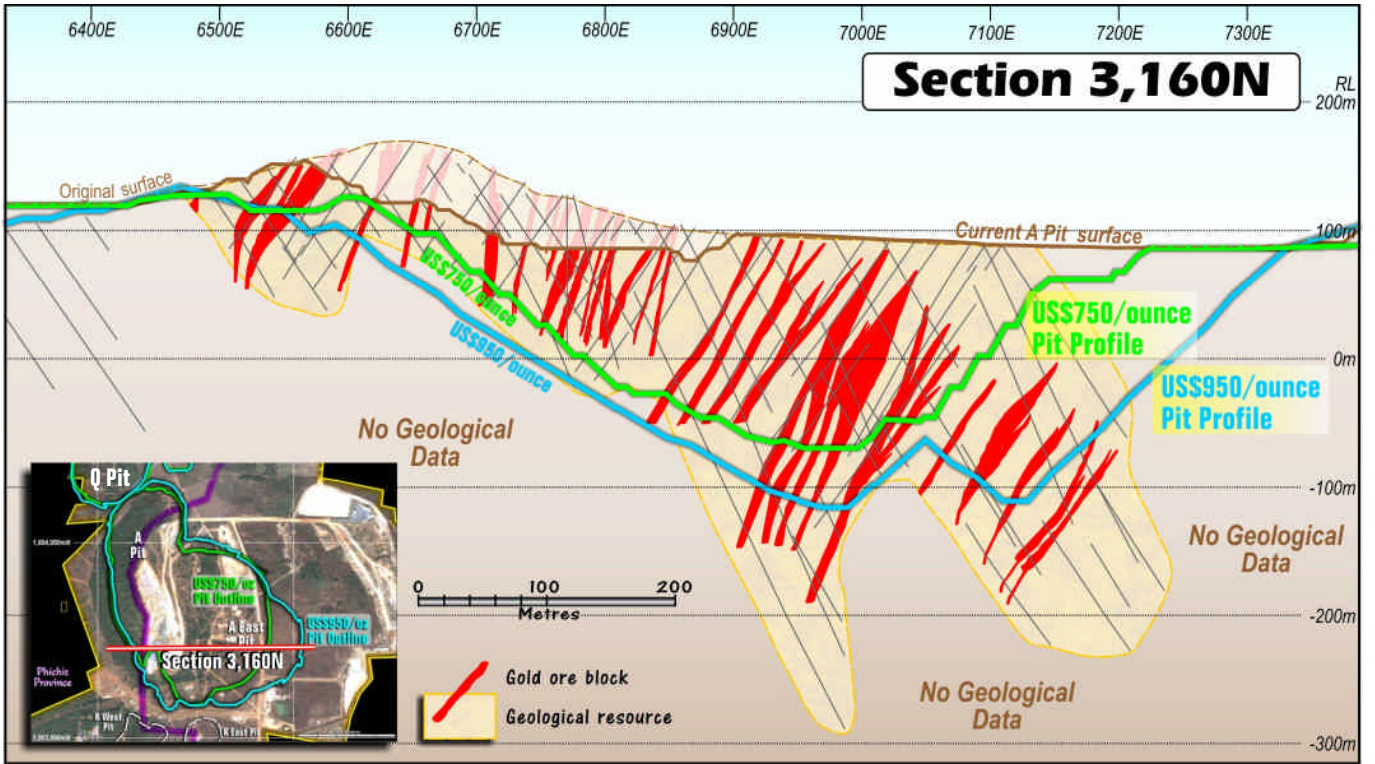 6400E 6500E 6600E 6700E 6800E 6900E 7000E 7100E 7200E 7300E
Section 3,160N
RL
200m
Original surface
Current A Pit surface
100m
US$750/ounce
US$750/ounce
Pit Profile
0m
US$950/ounce
US$950/ounce
Pit Profile
No Geological
Data
-100m
No Geological
Data
Q Pit
A
Pit
US$750/oz
Pit Outline
A East
Pit
US$950/oz
Pit Outline
Section 3,160N
Phichit
Province
K West
Pit
K East Pit
0 100 200
Metres
-200m
Gold ore block
Geological resource
No Geological
Data
-300m